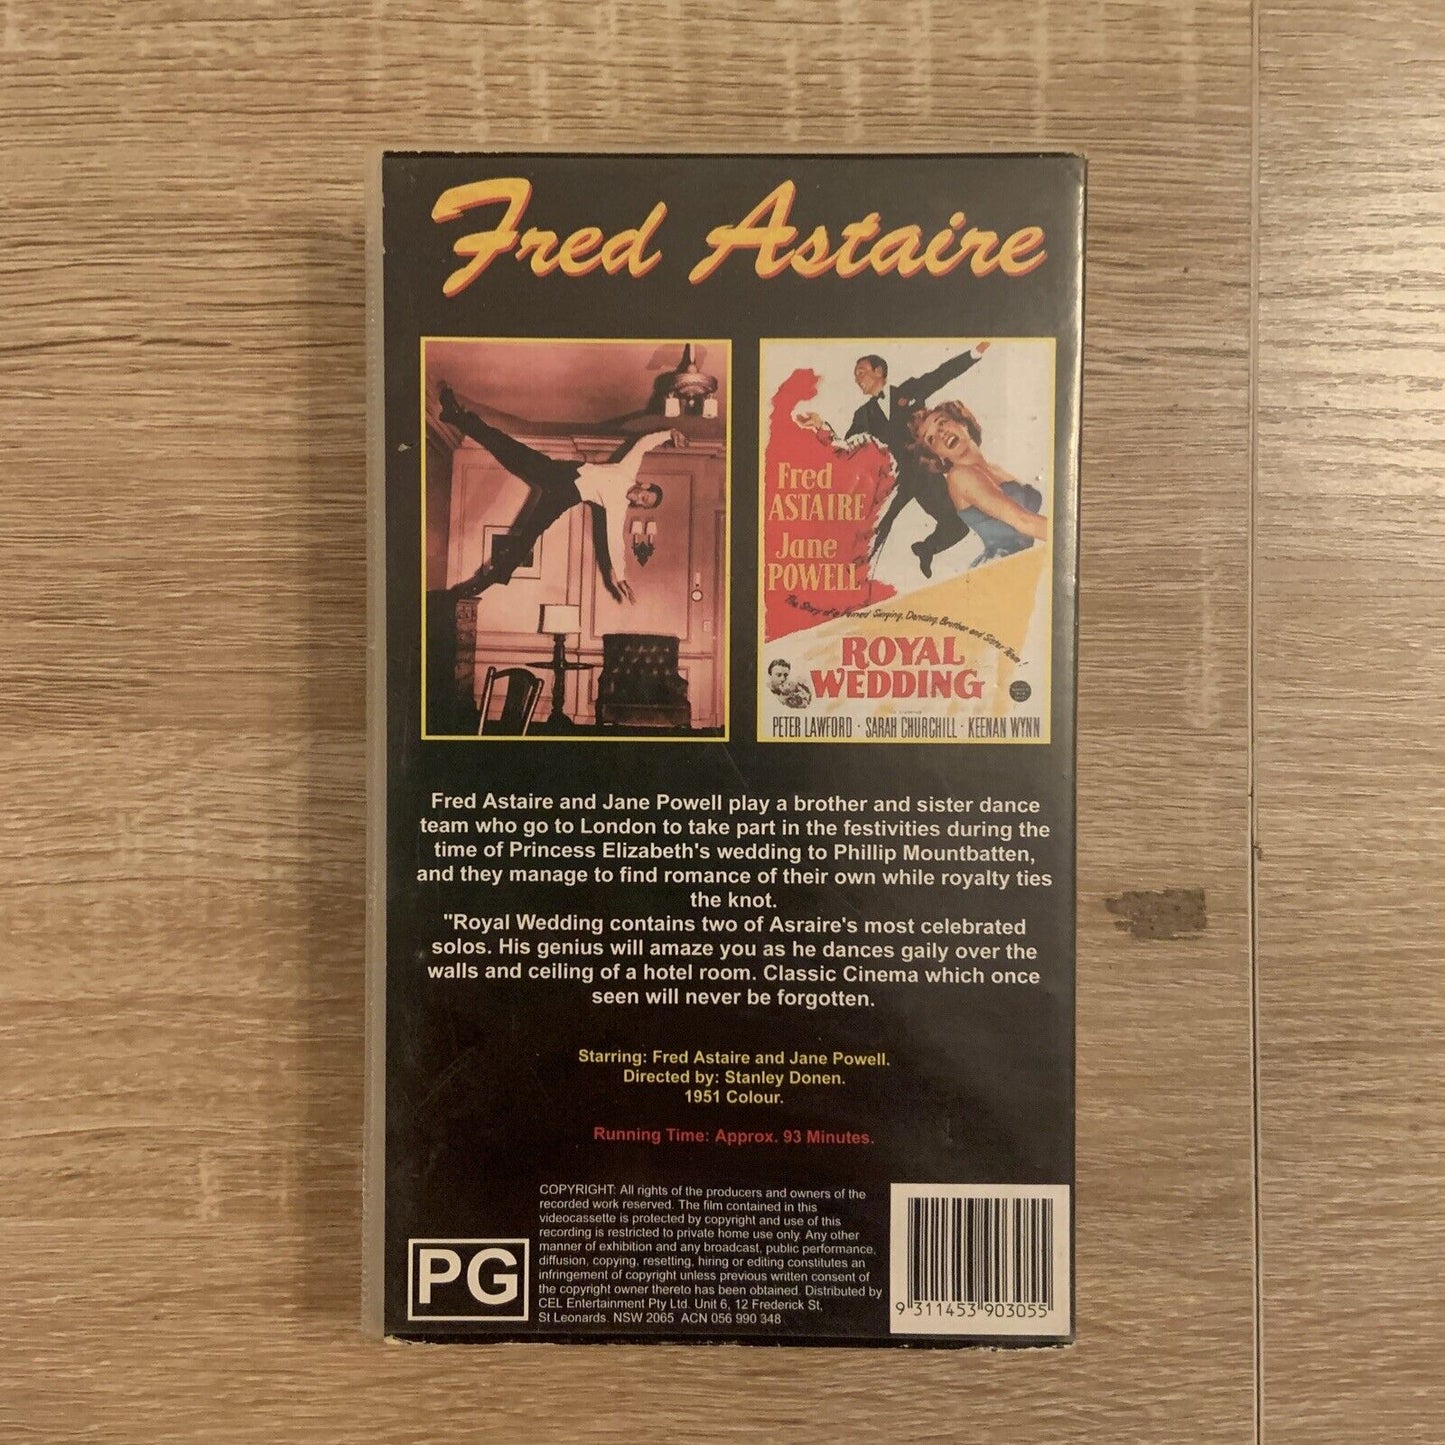 Fred Astaire
Fred
ASTAIRE
Jane
POWELL
The Story of a Famed Singing, Dancing Brother and Sister Team!
ROYAL
WEDDING
PETER LAWFORD · SARAH CHURCHILL · KEENAN WYNN
Fred Astaire and Jane Powell play a brother and sister dance
team who go to London to take part in the festivities during the
time of Princess Elizabeth's wedding to Phillip Mountbatten,
and they manage to find romance of their own while royalty ties
the knot.
"Royal Wedding contains two of Asraire's most celebrated
solos. His genius will amaze you as he dances gaily over the
walls and ceiling of a hotel room. Classic Cinema which once
seen will never be forgotten.
Starring: Fred Astaire and Jane Powell.
Directed by: Stanley Donen.
1951 Colour.
Running Time: Approx. 93 Minutes.
PG
COPYRIGHT: All rights of the producers and owners of the
recorded work reserved. The film contained in this
videocassette is protected by copyright and use of this
recording is restricted to private home use only. Any other
manner of exhibition and any broadcast, public performance,
diffusion, copying, resetting, hiring or editing constitutes an
infringement of copyright unless previous written consent of
the copyright owner thereto has been obtained. Distributed by
CEL Entertainment Pty Ltd. Unit 6, 12 Frederick St,
St Leonards. NSW 2065 ACN 056 990 348
9 311453 903055